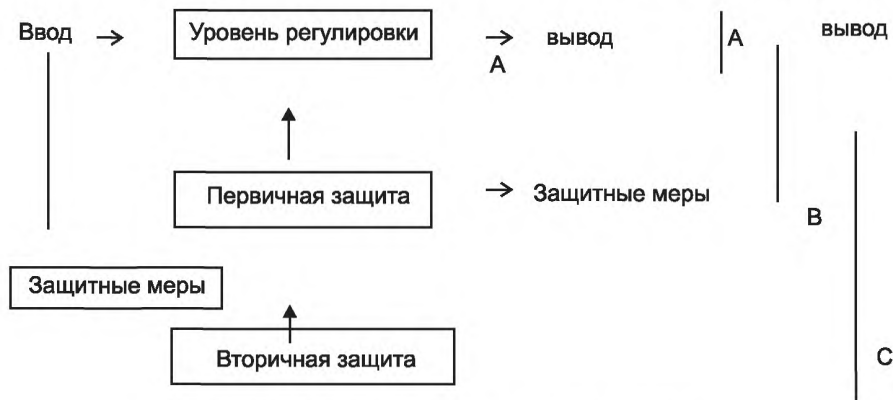 Ввод → Уровень регулировки → вывод А вывод
А
Первичная защита → Защитные меры
В
Защитные меры
Вторичная защита
С